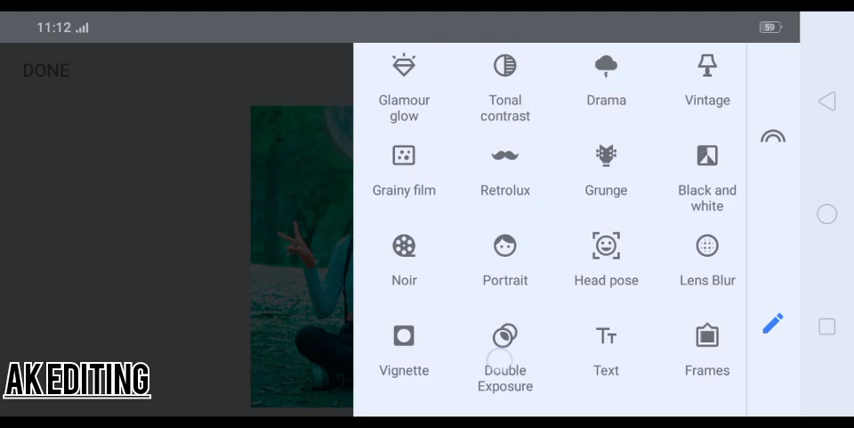 11:12
59
DONE
Glamour
glow
Tonal
contrast
Drama
Vintage
Grainy film
Retrolux
Grunge
Black and
white
Noir
Portrait
Head pose
Lens Blur
Vignette
Double
Exposure
Text
Frames
AK EDITING